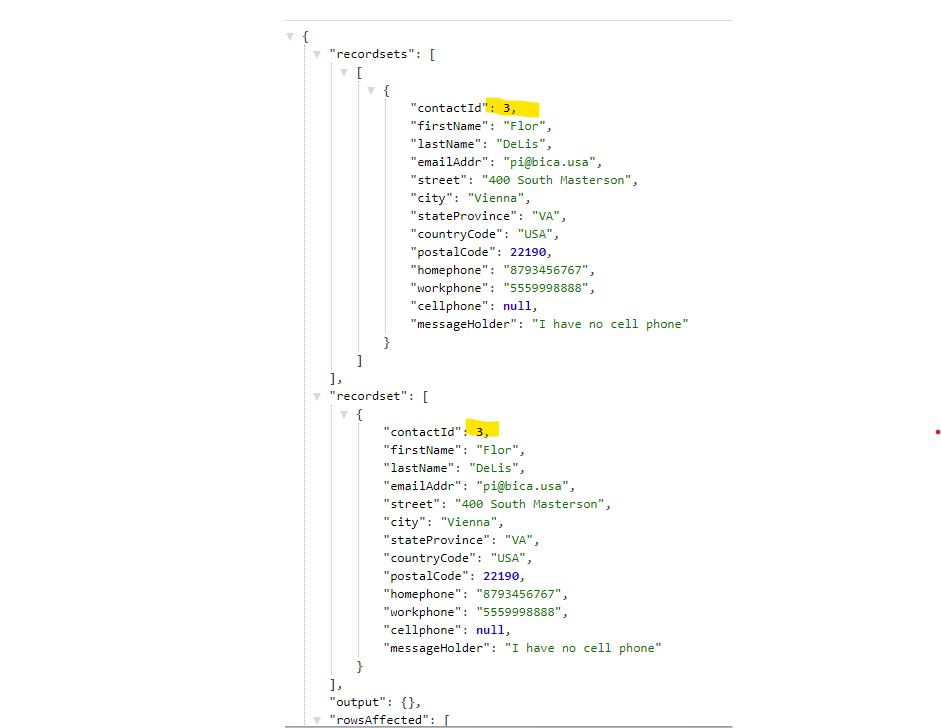 {
"recordsets": [
[
{
"contactId": 3,
"firstName": "Flor",
"lastName": "DeLis",
"emailAddr": "pi@bica.usa",
"street": "400 South Masterson",
"city": "Vienna",
"stateProvince": "VA",
"countryCode": "USA",
"postalCode": 22190,
"homephone": "8793456767",
"workphone": "5559998888",
"cellphone": null,
"messageHolder": "I have no cell phone"
}
]
],
"recordset": [
{
"contactId": 3,
"firstName": "Flor",
"lastName": "DeLis",
"emailAddr": "pi@bica.usa",
"street": "400 South Masterson",
"city": "Vienna",
"stateProvince": "VA",
"countryCode": "USA",
"postalCode": 22190,
"homephone": "8793456767",
"workphone": "5559998888",
"cellphone": null,
"messageHolder": "I have no cell phone"
}
],
"output": {},
"rowsAffected": [